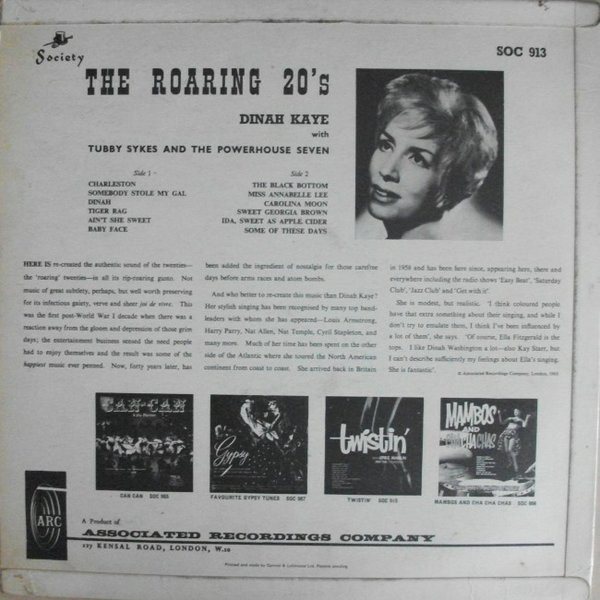 Society
SOC 913
THE ROARING 20's
DINAH KAYE
with
TUBBY SYKES AND THE POWERHOUSE SEVEN
Side 1
CHARLESTON
SOMEBODY STOLE MY GAL
DINAH
TIGER RAG
AIN'T SHE SWEET
BABY FACE
Side 2
THE BLACK BOTTOM
MISS ANNABELLE LEE
CAROLINA MOON
SWEET GEORGIA BROWN
IDA, SWEET AS APPLE CIDER
SOME OF THESE DAYS
HERE IS re-created the authentic sound of the twenties—
the 'roaring' twenties—in all its rip-roaring gusto. Not
music of great subtlety, perhaps, but well worth preserving
for its infectious gaiety, verve and sheer joi de vivre. This
was the first post-World War I decade when there was a
reaction away from the gloom and depression of those grim
days; the entertainment business sensed the need people
had to enjoy themselves and the result was some of the
happiest music ever penned. Now, forty years later, has
been added the ingredient of nostalgia for those carefree
days before arms races and atom bombs.
And who better to re-create this music than Dinah Kaye?
Her stylish singing has been recognised by many top band-
leaders with whom she has appeared—Louis Armstrong,
Harry Parry, Nat Allen, Nat Temple, Cyril Stapleton, and
many more. Much of her time has been spent on the other
side of the Atlantic where she toured the North American
continent from coast to coast. She arrived back in Britain
in 1959 and has been here since, appearing here, there and
everywhere including the radio shows 'Easy Beat', 'Saturday
Club', 'Jazz Club' and 'Get with it'.
She is modest, but realistic. 'I think coloured people
have that extra something about their singing, and while I
don't try to emulate them, I think I've been influenced by
a lot of them', she says. 'Of course, Ella Fitzgerald is the
tops. I like Dinah Washington a lot—also Kay Starr, but
I can't describe sufficiently my feelings about Ella's singing.
She is fantastic'.
© Associated Recordings Company, London,
CAN-CAN
CAN CAN SOC 905
Gypsy
FAVOURITE GYPSY TUNES SOC 907
twistin'
TWISTIN' SOC 915
MAMBOS
AND
CHA CHA CHAS
MAMBOS AND CHA CHA CHAS SOC 906
ARC
A Product of
ASSOCIATED RECORDINGS COMPANY
127 KENSAL ROAD, LONDON, W.10
Printed and made by